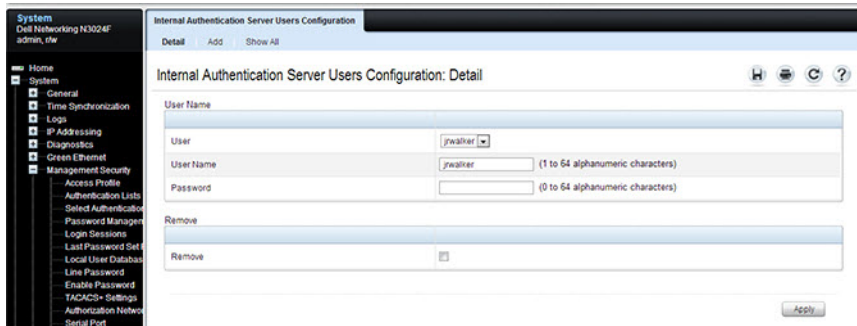 System
Dell Networking N3024F
admin, r/w
Home
System
General
Time Synchronization
Logs
IP Addressing
Diagnostics
Green Ethernet
Management Security
Access Profile
Authentication Lists
Select Authentication
Password Managem
Login Sessions
Last Password Set
Local User Databas
Line Password
Enable Password
TACACS+ Settings
Authorization Networ
Serial Port
Internal Authentication Server Users Configuration
Detail Add Show All
Internal Authentication Server Users Configuration: Detail
User Name
User jrwalker
User Name jrwalker (1 to 64 alphanumeric characters)
Password (0 to 64 alphanumeric characters)
Remove
Remove
Apply